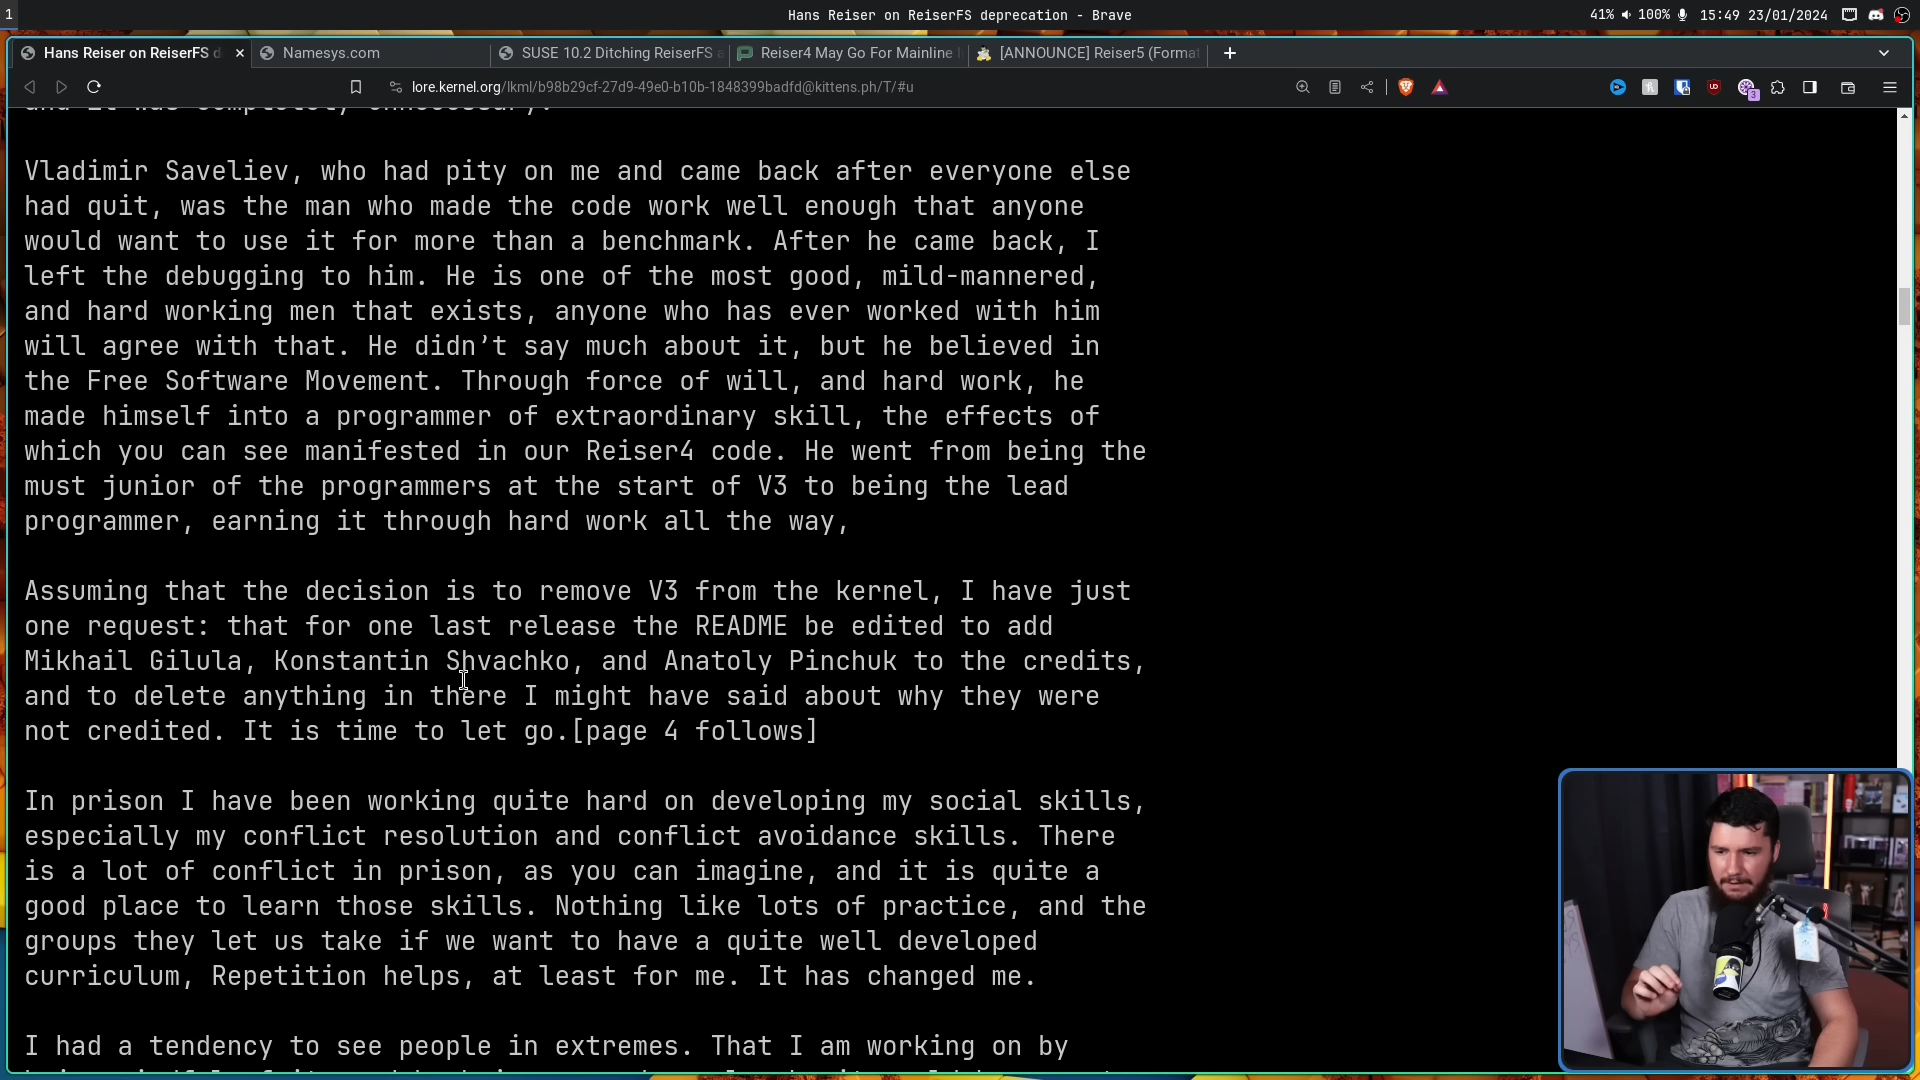 1
Hans Reiser on ReiserFS deprecation - Brave
41% 100% 15:49 23/01/2024
Hans Reiser on ReiserFS d
Namesys.com
SUSE 10.2 Ditching ReiserFS a
Reiser4 May Go For Mainline I
[ANNOUNCE] Reiser5 (Format
lore.kernel.org/lkml/b98b29cf-27d9-49e0-b10b-1848399badfd@kittens.ph/T/#u
3
and it was completely unnecessary.
Vladimir Saveliev, who had pity on me and came back after everyone else
had quit, was the man who made the code work well enough that anyone
would want to use it for more than a benchmark. After he came back, I
left the debugging to him. He is one of the most good, mild-mannered,
and hard working men that exists, anyone who has ever worked with him
will agree with that. He didn’t say much about it, but he believed in
the Free Software Movement. Through force of will, and hard work, he
made himself into a programmer of extraordinary skill, the effects of
which you can see manifested in our Reiser4 code. He went from being the
must junior of the programmers at the start of V3 to being the lead
programmer, earning it through hard work all the way,
Assuming that the decision is to remove V3 from the kernel, I have just
one request: that for one last release the README be edited to add
Mikhail Gilula, Konstantin Shvachko, and Anatoly Pinchuk to the credits,
and to delete anything in there I might have said about why they were
not credited. It is time to let go.[page 4 follows]
In prison I have been working quite hard on developing my social skills,
especially my conflict resolution and conflict avoidance skills. There
is a lot of conflict in prison, as you can imagine, and it is quite a
good place to learn those skills. Nothing like lots of practice, and the
groups they let us take if we want to have a quite well developed
curriculum, Repetition helps, at least for me. It has changed me.
I had a tendency to see people in extremes. That I am working on by